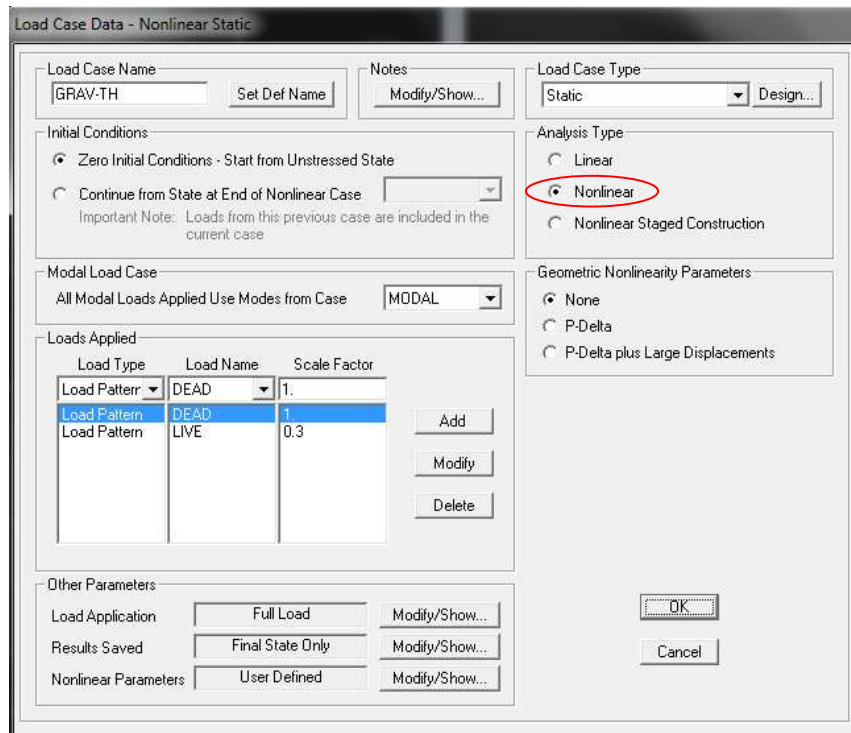 Load Case Data - Nonlinear Static
Load Case Name
GRAV-TH
Set Def Name
Notes
Modify/Show...
Load Case Type
Static
Design...
Initial Conditions
Zero Initial Conditions - Start from Unstressed State
Continue from State at End of Nonlinear Case
Important Note: Loads from this previous case are included in the
current case
Analysis Type
Linear
Nonlinear
Nonlinear Staged Construction
Modal Load Case
All Modal Loads Applied Use Modes from Case
MODAL
Geometric Nonlinearity Parameters
None
P-Delta
P-Delta plus Large Displacements
Loads Applied
Load Type Load Name Scale Factor
Load Pattern DEAD 1.
Load Pattern DEAD 1.
Load Pattern LIVE 0.3
Add
Modify
Delete
Other Parameters
Load Application Full Load Modify/Show...
Results Saved Final State Only Modify/Show...
Nonlinear Parameters User Defined Modify/Show...
OK
Cancel